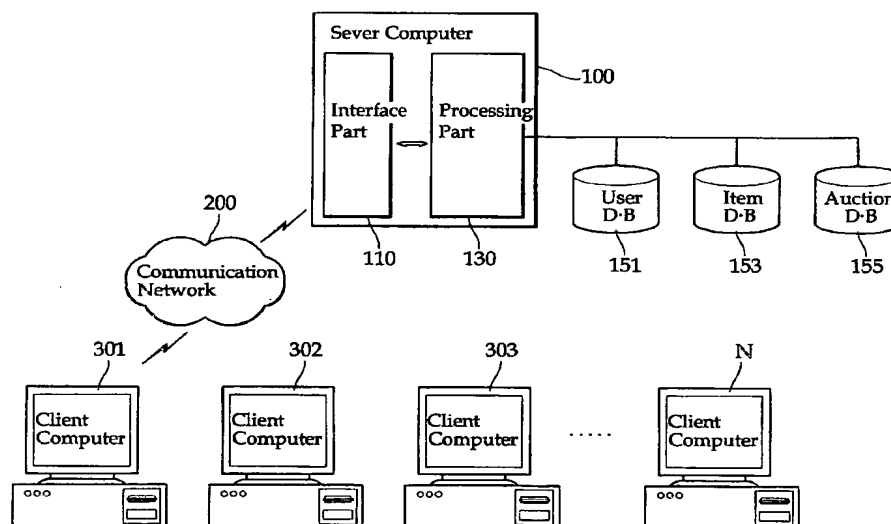 Sever Computer
100
Interface
Part
Processing
Part
User
D·B
Item
D·B
Auction
D·B
200
110
130
151
153
155
Communication
Network
301
302
303
N
Client
Computer
Client
Computer
Client
Computer
.....
Client
Computer